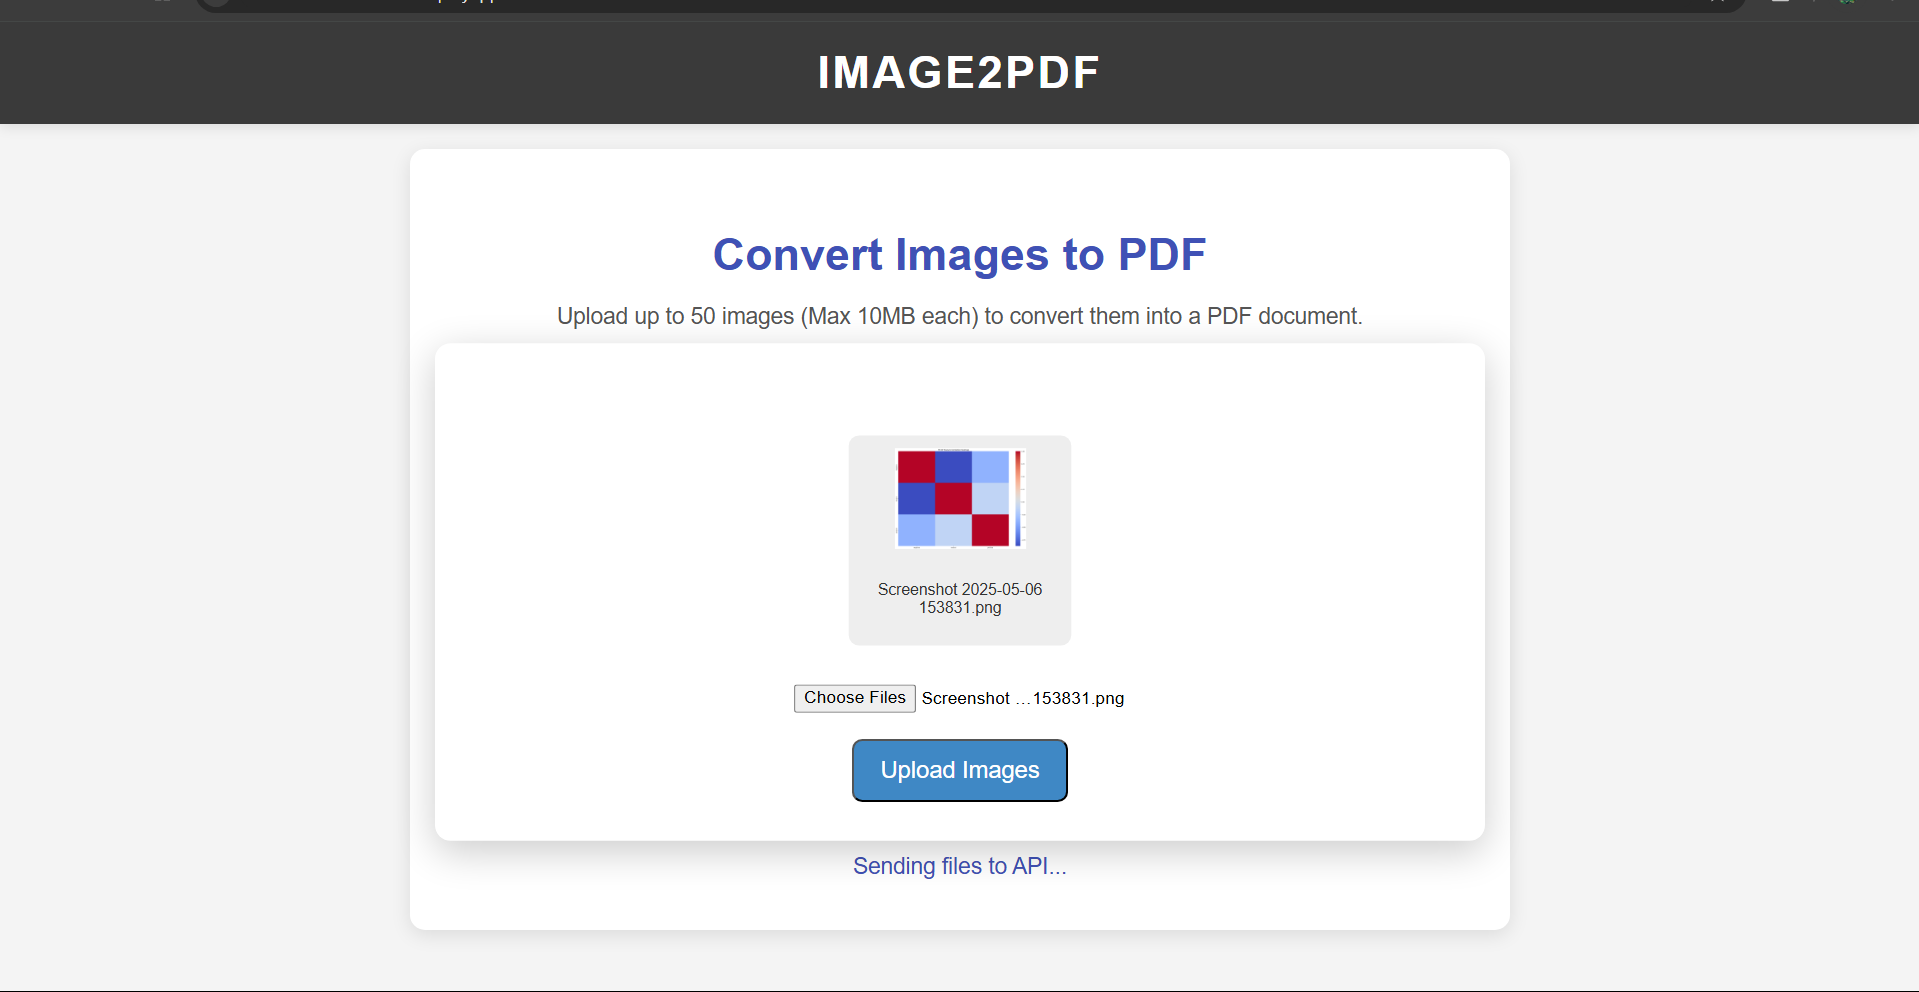 IMAGE2PDF
Convert Images to PDF
Upload up to 50 images (Max 10MB each) to convert them into a PDF document.
Screenshot 2025-05-06
153831.png
Choose Files Screenshot ...153831.png
Upload Images
Sending files to API...